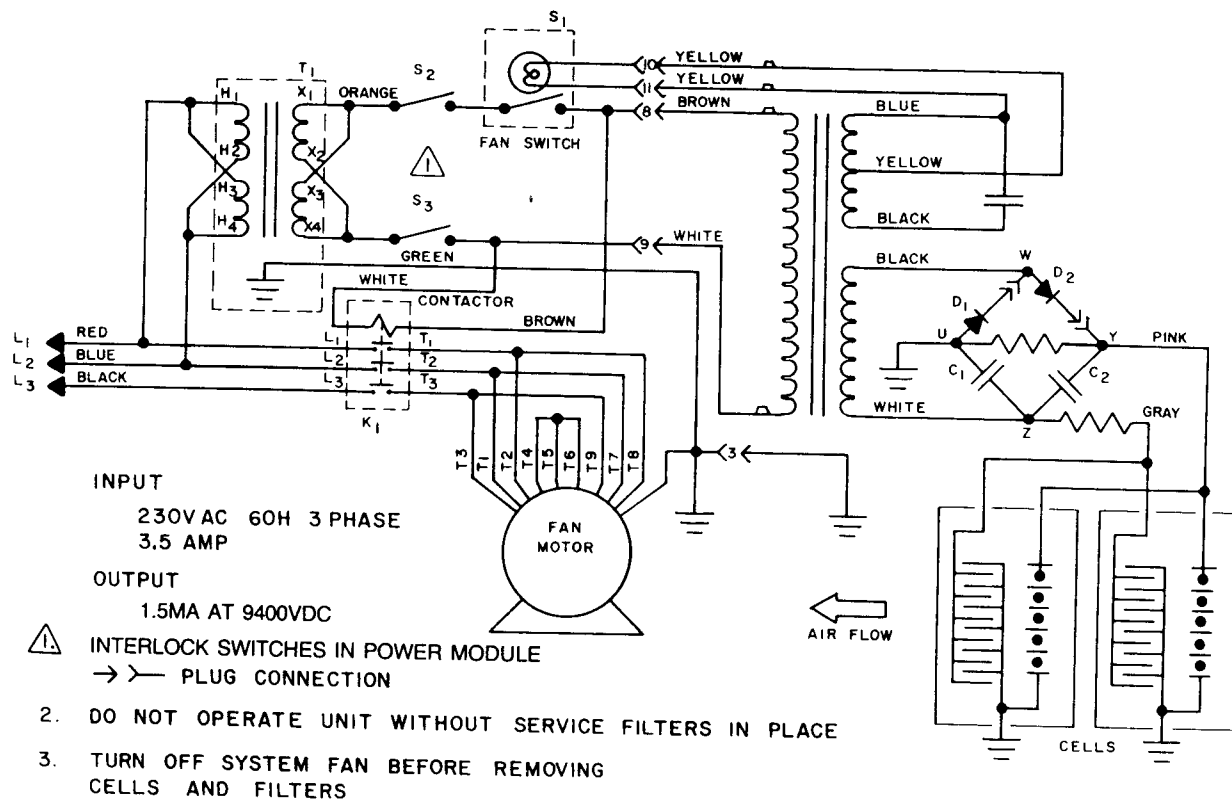 S1
T1
S2
10 YELLOW
11 YELLOW
8 BROWN
H1 X1 ORANGE
FAN SWITCH
BLUE
H2 X2
1
YELLOW
H3 X3
S3
H4 X4
BLACK
9 WHITE
GREEN
WHITE
BLACK W
D2
CONTACTOR
D1
BROWN
L1 RED L1 T1
U Y PINK
L2 BLUE L2 T2
L3 BLACK L3 T3
C1 C2
WHITE
K1
Z GRAY
T3 T1 T2 T4 T5 T6 T9 T7 T8
3
INPUT
230V AC 60H 3 PHASE
3.5 AMP
FAN
MOTOR
OUTPUT
1.5MA AT 9400VDC
AIR FLOW
1. INTERLOCK SWITCHES IN POWER MODULE
PLUG CONNECTION
2. DO NOT OPERATE UNIT WITHOUT SERVICE FILTERS IN PLACE
CELLS
3. TURN OFF SYSTEM FAN BEFORE REMOVING
CELLS AND FILTERS